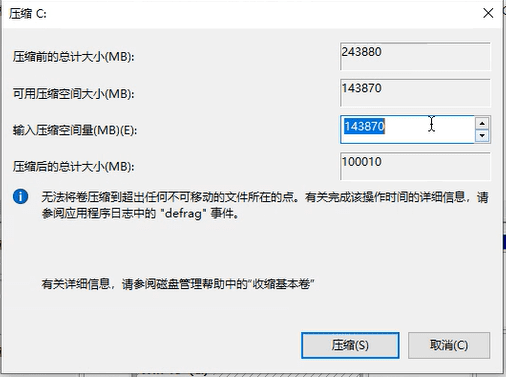 压缩 C:
压缩前的总计大小(MB): 243880
可用压缩空间大小(MB): 143870
输入压缩空间量(MB)(E): 143870
压缩后的总计大小(MB): 100010
无法将卷压缩到超出任何不可移动的文件所在的点。有关完成该操作时间的详细信息，请
参阅应用程序日志中的 "defrag" 事件。
有关详细信息，请参阅磁盘管理帮助中的“收缩基本卷”
压缩(S) 取消(C)